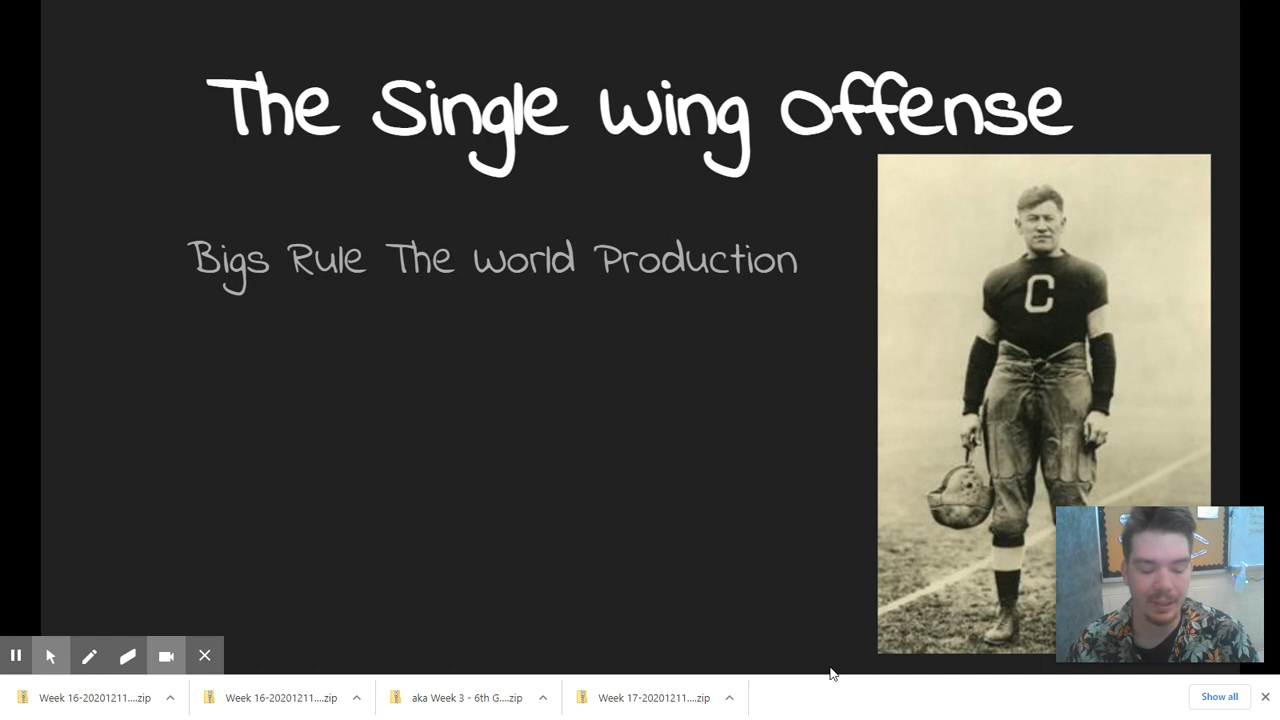 The Single Wing Offense
Bigs Rule The World Production
C
Week 16-20201211....zip
Week 16-20201211....zip
aka Week 3 - 6th G....zip
Week 17-20201211....zip
Show all